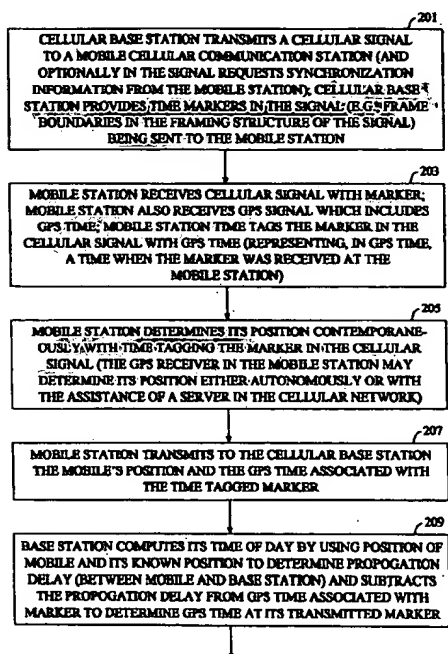 201
CELLULAR BASE STATION TRANSMITS A CELLULAR SIGNAL
TO A MOBILE CELLULAR COMMUNICATION STATION (AND
OPTIONALLY IN THE SIGNAL REQUESTS SYNCHRONIZATION
INFORMATION FROM THE MOBILE STATION); CELLULAR BASE
STATION PROVIDES TIME MARKERS IN THE SIGNAL (E.G. FRAME
BOUNDARIES IN THE FRAMING STRUCTURE OF THE SIGNAL)
BEING SENT TO THE MOBILE STATION
203
MOBILE STATION RECEIVES CELLULAR SIGNAL WITH MARKER;
MOBILE STATION ALSO RECEIVES GPS SIGNAL WHICH INCLUDES
GPS TIME; MOBILE STATION TIME TAGS THE MARKER IN THE
CELLULAR SIGNAL WITH GPS TIME (REPRESENTING, IN GPS TIME,
A TIME WHEN THE MARKER WAS RECEIVED AT THE
MOBILE STATION)
205
MOBILE STATION DETERMINES ITS POSITION CONTEMPORANE-
OUSLY WITH TIME TAGGING THE MARKER IN THE CELLULAR
SIGNAL (THE GPS RECEIVER IN THE MOBILE STATION MAY
DETERMINE ITS POSITION EITHER AUTONOMOUSLY OR WITH
THE ASSISTANCE OF A SERVER IN THE CELLULAR NETWORK)
207
MOBILE STATION TRANSMITS TO THE CELLULAR BASE STATION
THE MOBILE'S POSITION AND THE GPS TIME ASSOCIATED WITH
THE TIME TAGGED MARKER
209
BASE STATION COMPUTES ITS TIME OF DAY BY USING POSITION OF
MOBILE AND ITS KNOWN POSITION TO DETERMINE PROPOGATION
DELAY (BETWEEN MOBILE AND BASE STATION) AND SUBTRACTS
THE PROPOGATION DELAY FROM GPS TIME ASSOCIATED WITH
MARKER TO DETERMINE GPS TIME AT ITS TRANSMITTED MARKER